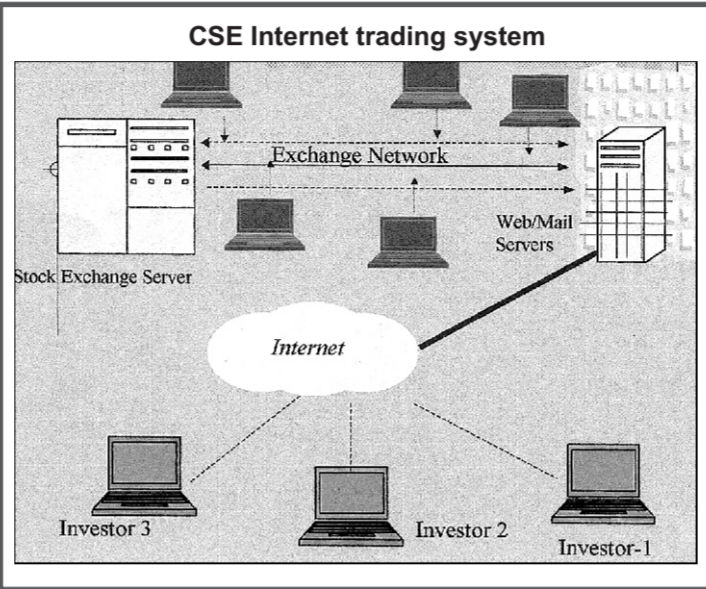 CSE Internet trading system
Exchange Network
Web/Mail
Servers
Stock Exchange Server
Internet
Investor 3
Investor 2
Investor-1